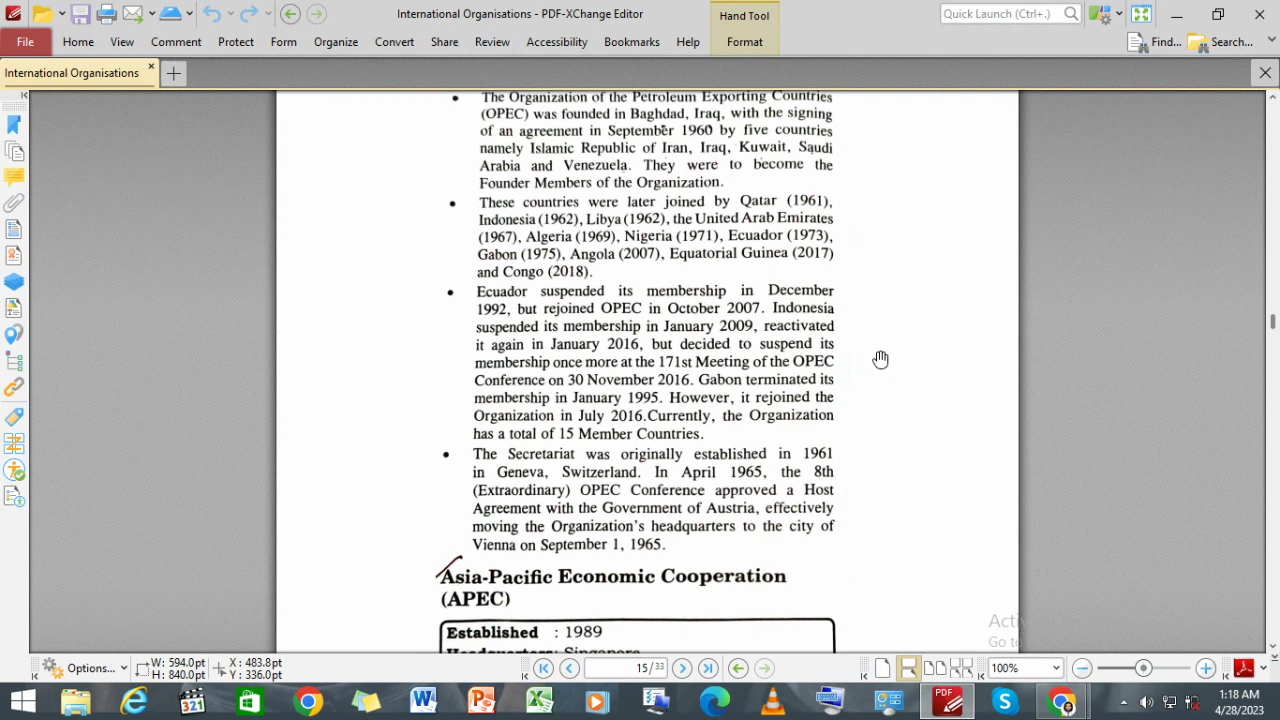 International Organisations - PDF-XChange Editor
Hand Tool
Quick Launch (Ctrl+.)
File
Home
View
Comment
Protect
Form
Organize
Convert
Share
Review
Accessibility
Bookmarks
Help
Format
Find...
Search...
International Organisations
The Organization of the Petroleum Exporting Countries
(OPEC) was founded in Baghdad, Iraq, with the signing
of an agreement in September 1960 by five countries
namely Islamic Republic of Iran, Iraq, Kuwait, Saudi
Arabia and Venezuela. They were to become the
Founder Members of the Organization.
These countries were later joined by Qatar (1961),
Indonesia (1962), Libya (1962), the United Arab Emirates
(1967), Algeria (1969), Nigeria (1971), Ecuador (1973),
Gabon (1975), Angola (2007), Equatorial Guinea (2017)
and Congo (2018).
Ecuador suspended its membership in December
1992, but rejoined OPEC in October 2007. Indonesia
suspended its membership in January 2009, reactivated
it again in January 2016, but decided to suspend its
membership once more at the 171st Meeting of the OPEC
Conference on 30 November 2016. Gabon terminated its
membership in January 1995. However, it rejoined the
Organization in July 2016.Currently, the Organization
has a total of 15 Member Countries.
The Secretariat was originally established in 1961
in Geneva, Switzerland. In April 1965, the 8th
(Extraordinary) OPEC Conference approved a Host
Agreement with the Government of Austria, effectively
moving the Organization's headquarters to the city of
Vienna on September 1, 1965.
Asia-Pacific Economic Cooperation
(APEC)
Established : 1989
Headquarters: Singapore
Go to
Options...
W: 594.0pt
H: 840.0pt
X: 483.8pt
Y: 336.0pt
15 / 33
100%
321
PDF
1:18 AM
4/28/2023